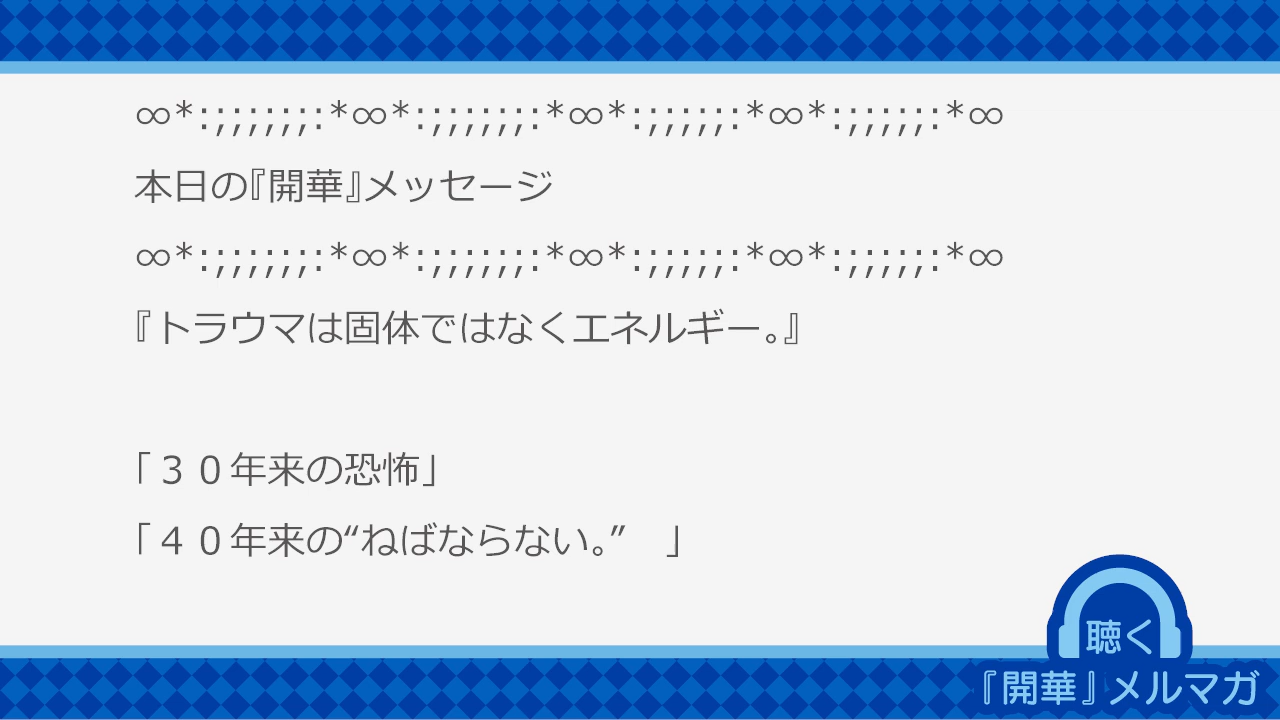 ∞*:;;;;;;:*∞*:;;;;;;:*∞*:;;;;;:*∞*:;;;;;:*∞
本日の『開華』メッセージ
∞*:;;;;;;:*∞*:;;;;;;:*∞*:;;;;;:*∞*:;;;;;:*∞
『トラウマは固体ではなくエネルギー。』
「３０年来の恐怖」
「４０年来の“ねばならない。”　」
聴く
『開華』メルマガ